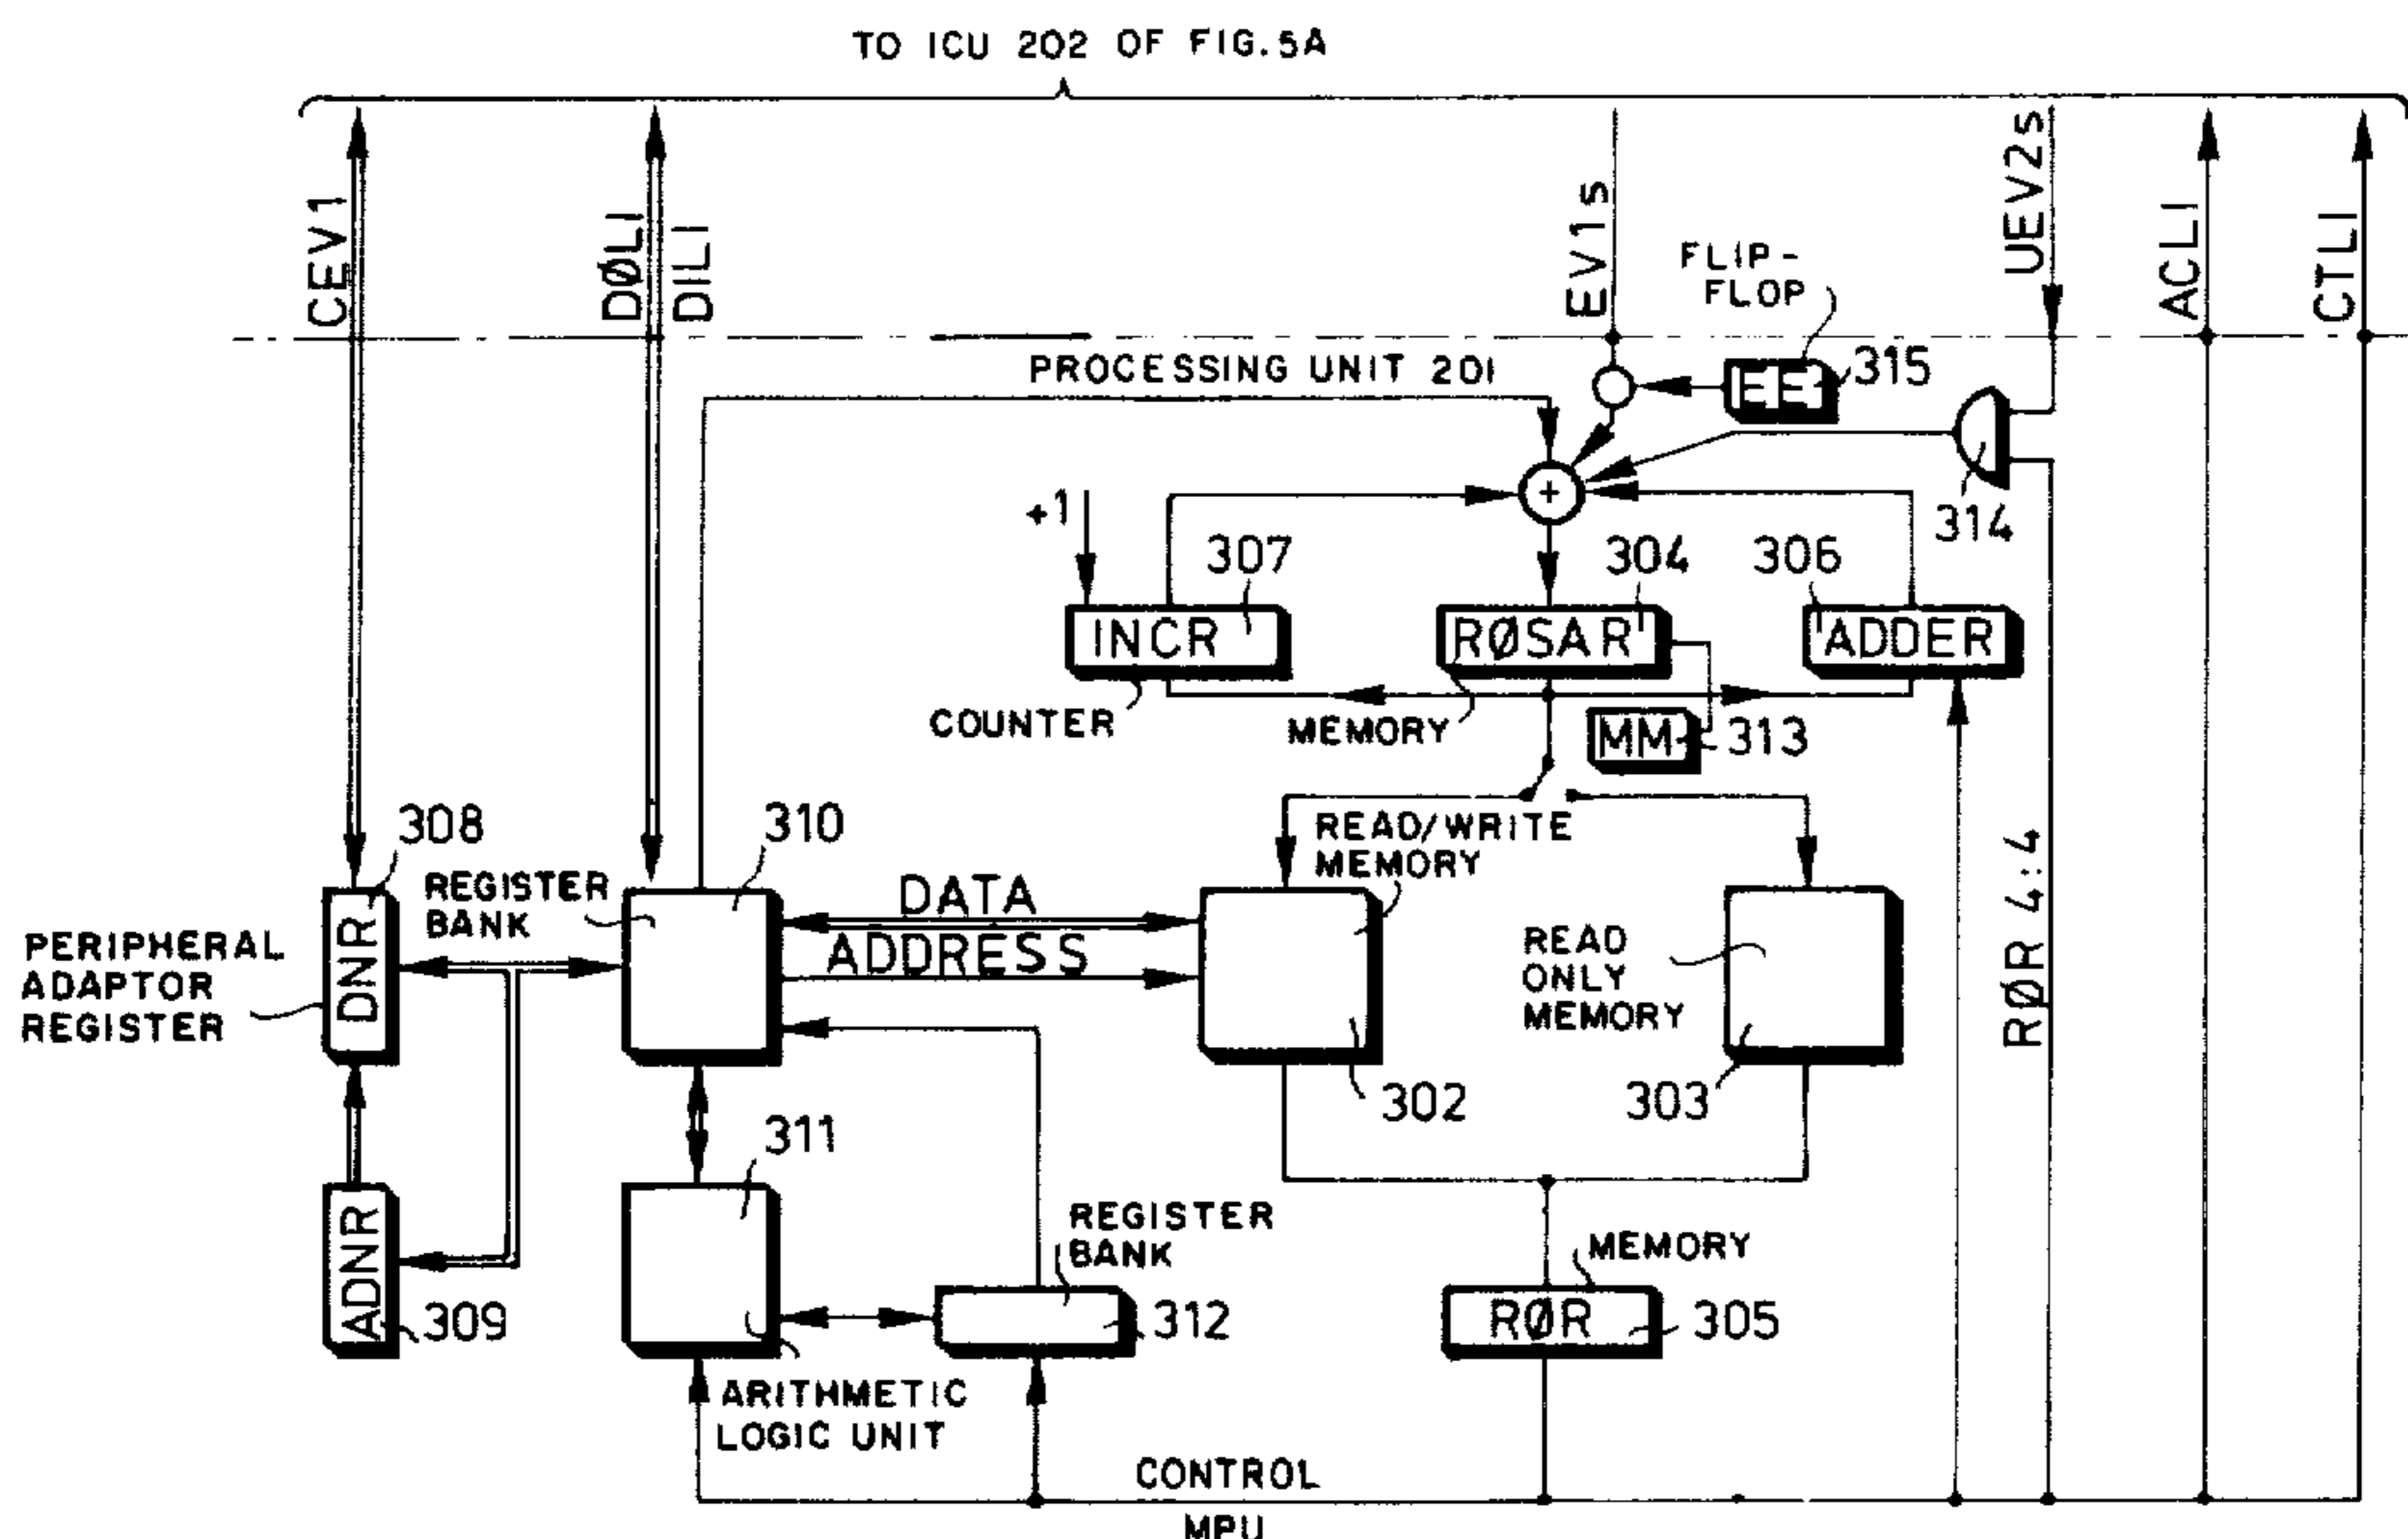 TO ICU 202 OF FIG.5A
CEV1
DØLI
DILI
EV1s
UEV2s
ACLI
CTLI
FLIP-
FLOP
PROCESSING UNIT 201
EE
315
314
+1
+
307
304
306
INCR
RØSAR
ADDER
COUNTER
MEMORY
MM
313
308
310
READ/WRITE
MEMORY
REGISTER
BANK
DATA
ADDRESS
PERIPHERAL
ADAPTOR
REGISTER
DNR
READ
ONLY
MEMORY
RØR 4:4
302
303
311
ADNR
309
REGISTER
BANK
312
MEMORY
RØR
305
ARITHMETIC
LOGIC UNIT
CONTROL
MPU